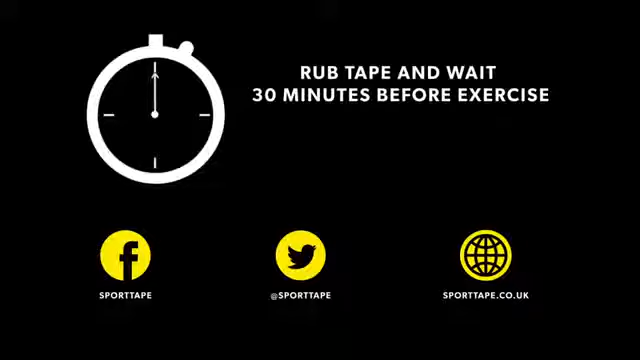 RUB TAPE AND WAIT
30 MINUTES BEFORE EXERCISE
SPORTTAPE
@SPORTTAPE
SPORTTAPE.CO.UK